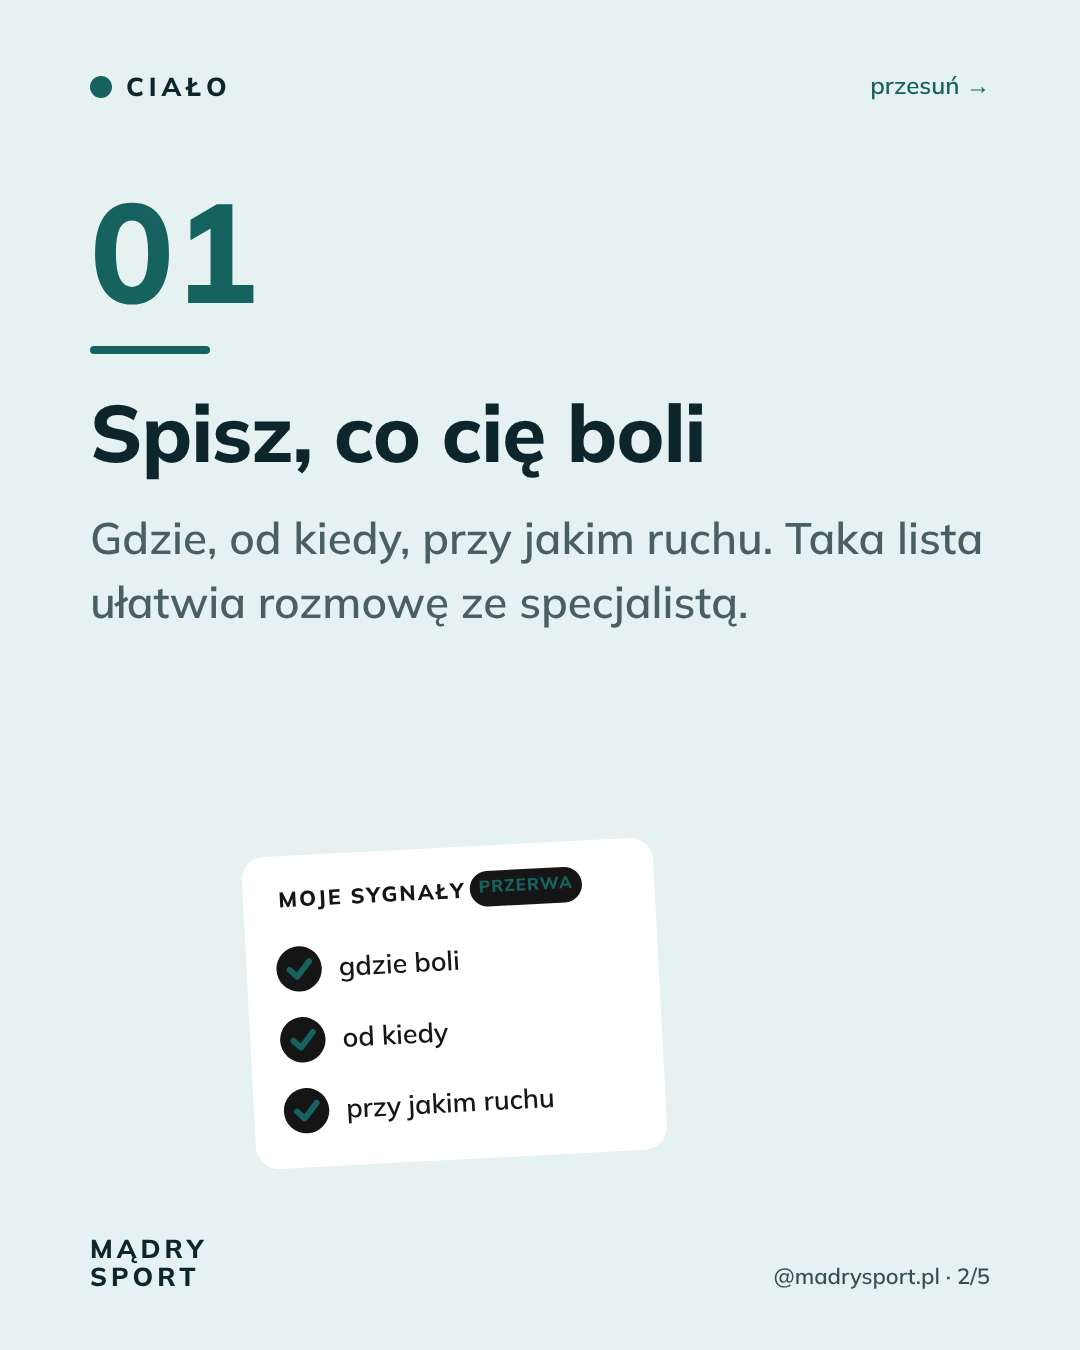 CIAŁO
przesuń →
01
Spisz, co cię boli
Gdzie, od kiedy, przy jakim ruchu. Taka lista
ułatwia rozmowę ze specjalistą.
MOJE SYGNAŁY PRZERWA
gdzie boli
od kiedy
przy jakim ruchu
MĄDRY
SPORT
@madrysport.pl · 2/5